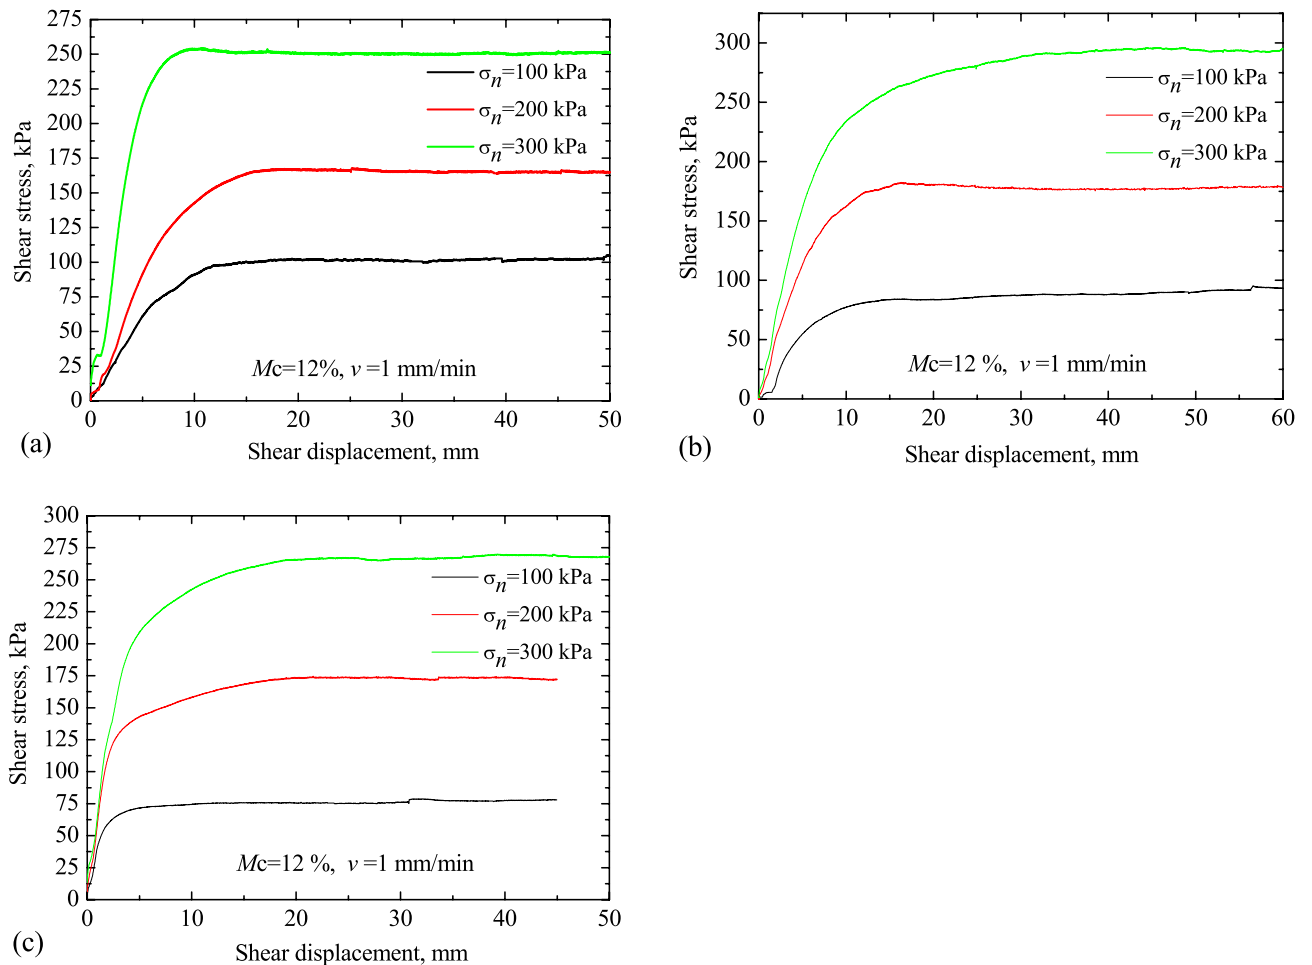 275
250
225
200
175
150
125
100
75
50
25
0
Shear stress, kPa
σn=100 kPa
σn=200 kPa
σn=300 kPa
Mc=12%, v =1 mm/min
0 10 20 30 40 50
Shear displacement, mm
(a)
300
250
200
150
100
50
0
Shear stress, kPa
σn=100 kPa
σn=200 kPa
σn=300 kPa
Mc=12 %, v =1 mm/min
0 10 20 30 40 50 60
Shear displacement, mm
(b)
300
275
250
225
200
175
150
125
100
75
50
25
0
Shear stress, kPa
σn=100 kPa
σn=200 kPa
σn=300 kPa
Mc=12 %, v =1 mm/min
0 10 20 30 40 50
Shear displacement, mm
(c)